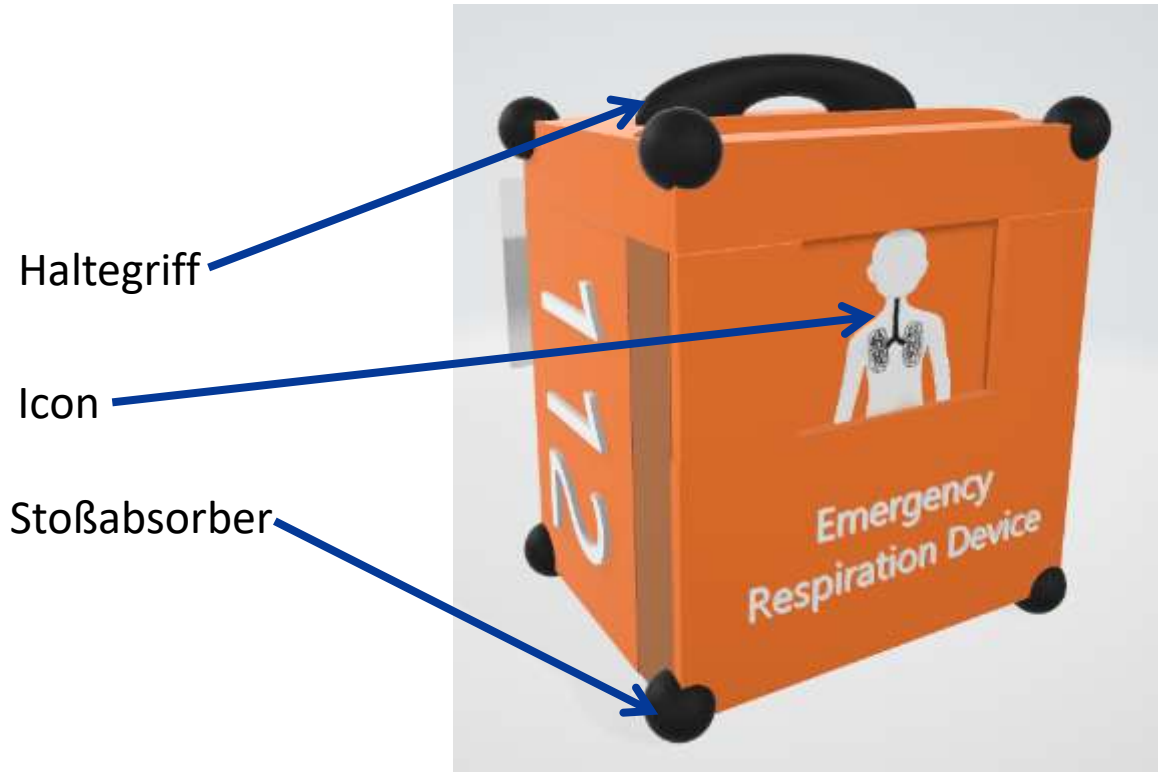 Haltegriff
Icon
Stoßabsorber
112
Emergency
Respiration Device